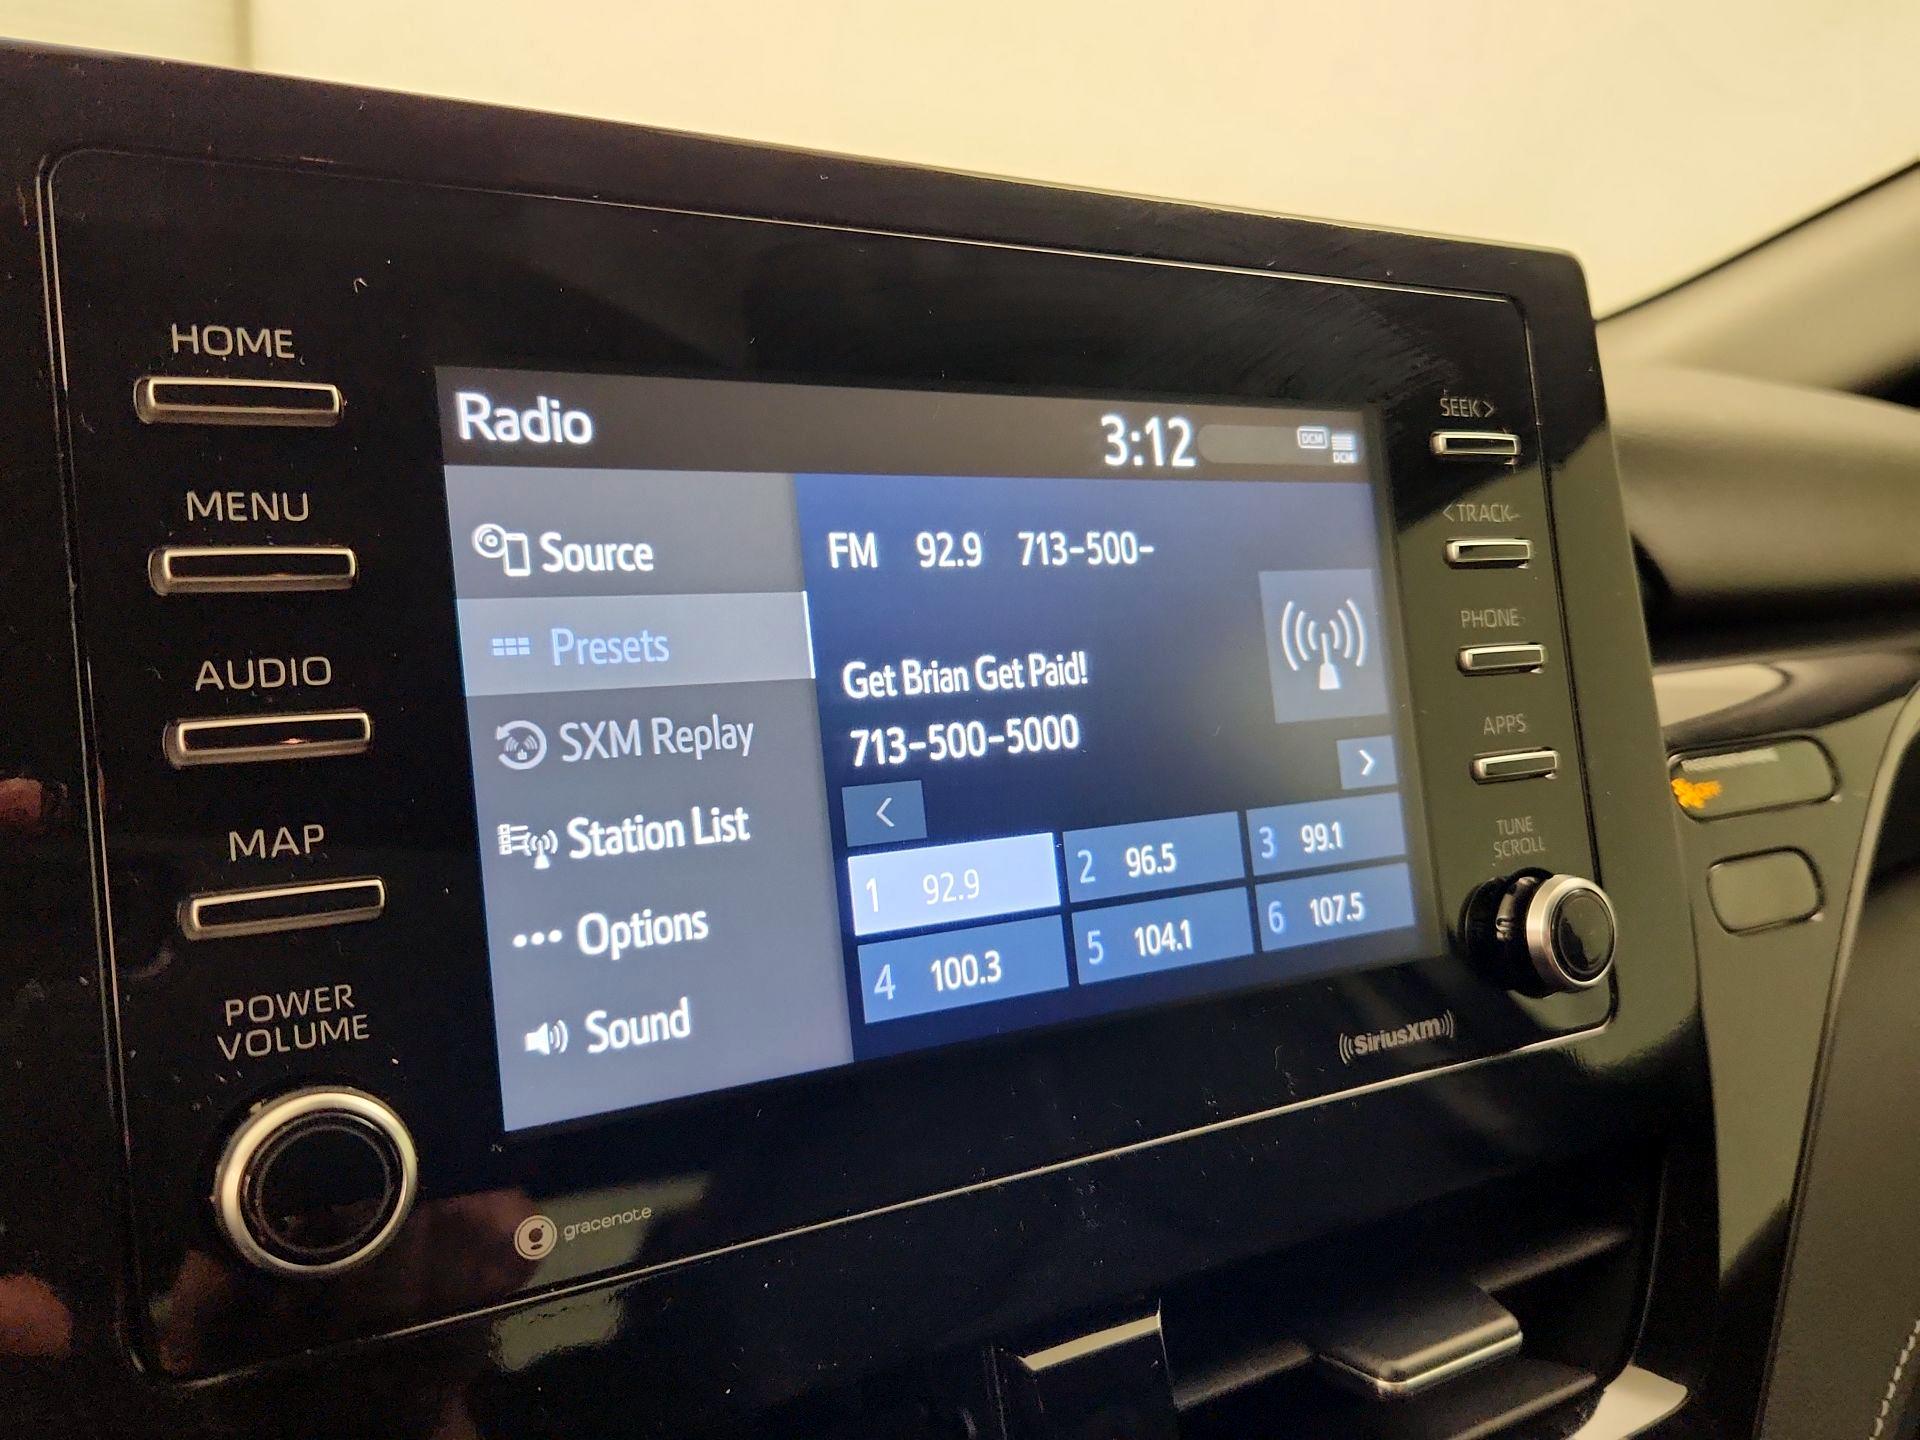 HOME
MENU
AUDIO
MAP
POWER
VOLUME
Radio
3:12
DCM
DCM
Source
Presets
SXM Replay
Station List
Options
Sound
FM 92.9 713-500-
Get Brian Get Paid!
713-500-5000
<
>
1 92.9
2 96.5
3 99.1
4 100.3
5 104.1
6 107.5
SEEK >
< TRACK
PHONE
APPS
TUNE
SCROLL
gracenote
SiriusXM